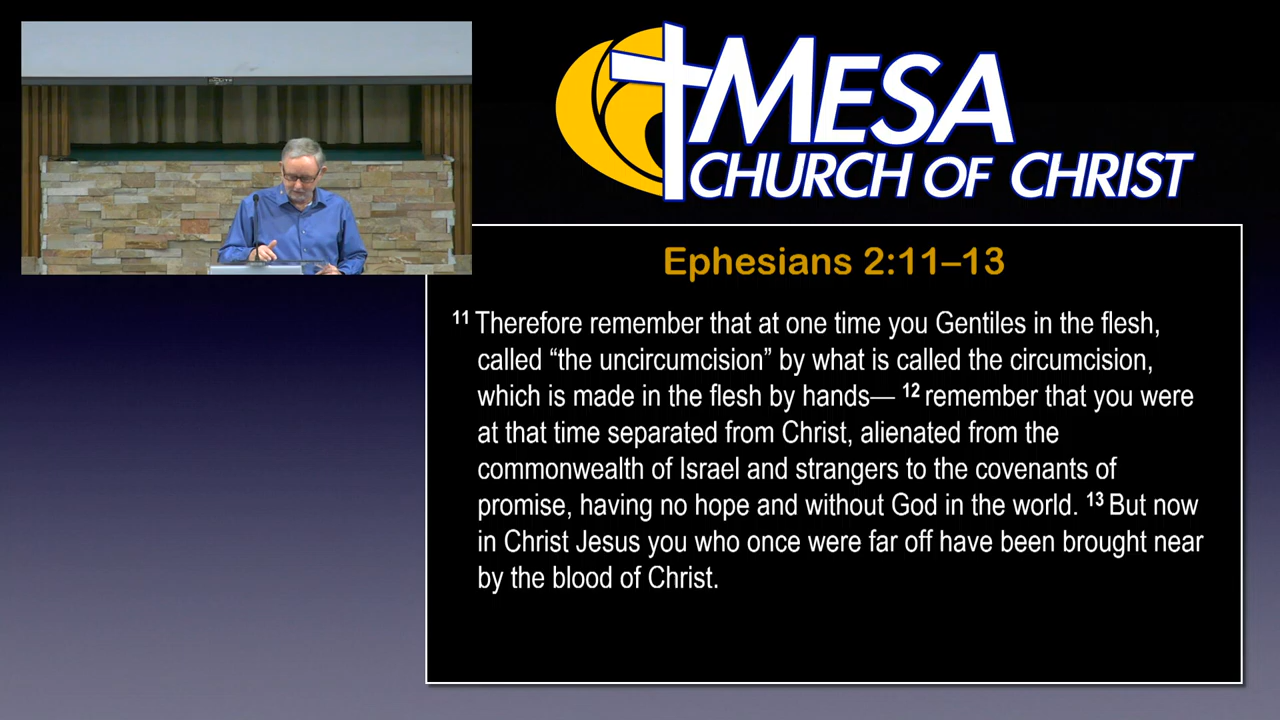 MESA
CHURCH OF CHRIST
Ephesians 2:11–13
11 Therefore remember that at one time you Gentiles in the flesh,
called “the uncircumcision” by what is called the circumcision,
which is made in the flesh by hands— 12 remember that you were
at that time separated from Christ, alienated from the
commonwealth of Israel and strangers to the covenants of
promise, having no hope and without God in the world. 13 But now
in Christ Jesus you who once were far off have been brought near
by the blood of Christ.